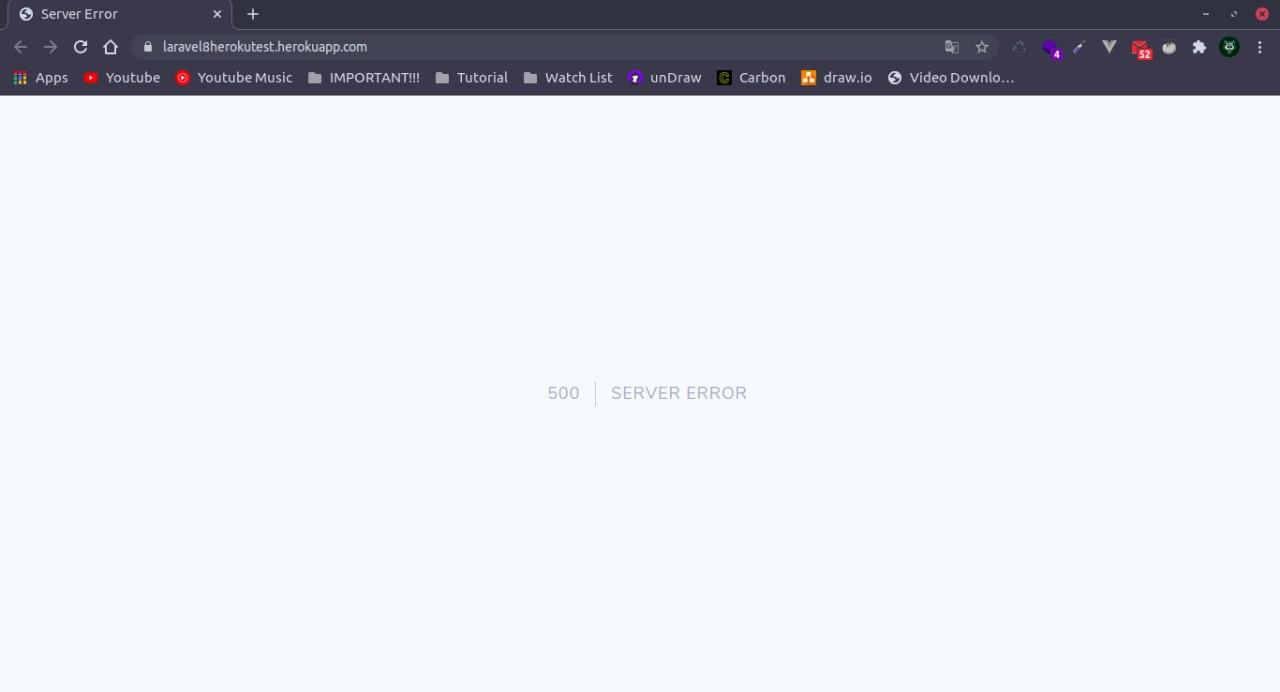 Server Error
laravel8herokutest.herokuapp.com
4
52
Apps Youtube Youtube Music IMPORTANT!!! Tutorial Watch List unDraw Carbon draw.io Video Downlo...
500 SERVER ERROR